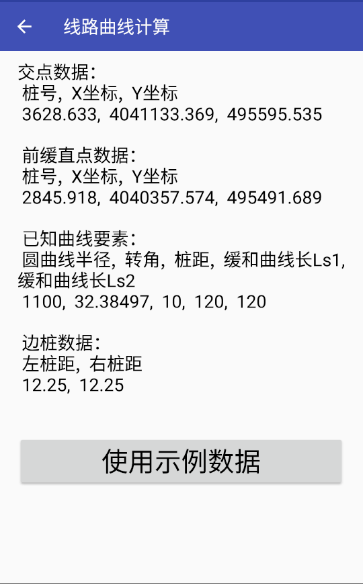 线路曲线计算
交点数据：
桩号, X坐标, Y坐标
3628.633, 4041133.369, 495595.535
前缓直点数据：
桩号, X坐标, Y坐标
2845.918, 4040357.574, 495491.689
已知曲线要素：
圆曲线半径, 转角, 桩距, 缓和曲线长Ls1,
缓和曲线长Ls2
1100, 32.38497, 10, 120, 120
边桩数据：
左桩距, 右桩距
12.25, 12.25
使用示例数据